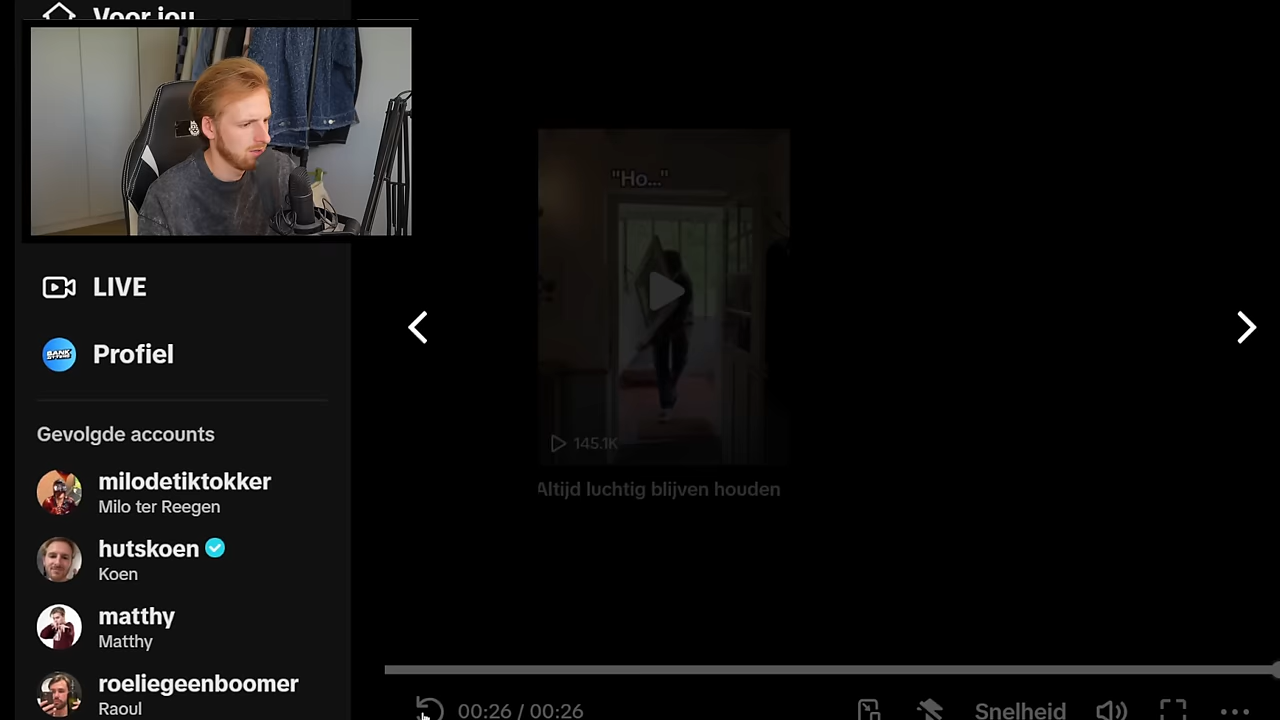 Voor jou
"Ho..."
LIVE
Profiel
145.1K
Gevolgde accounts
Altijd luchtig blijven houden
milodetiktokker
Milo ter Reegen
hutskoen
Koen
matthy
Matthy
roeliegeenboomer
Raoul
00:26 / 00:26
Snelheid